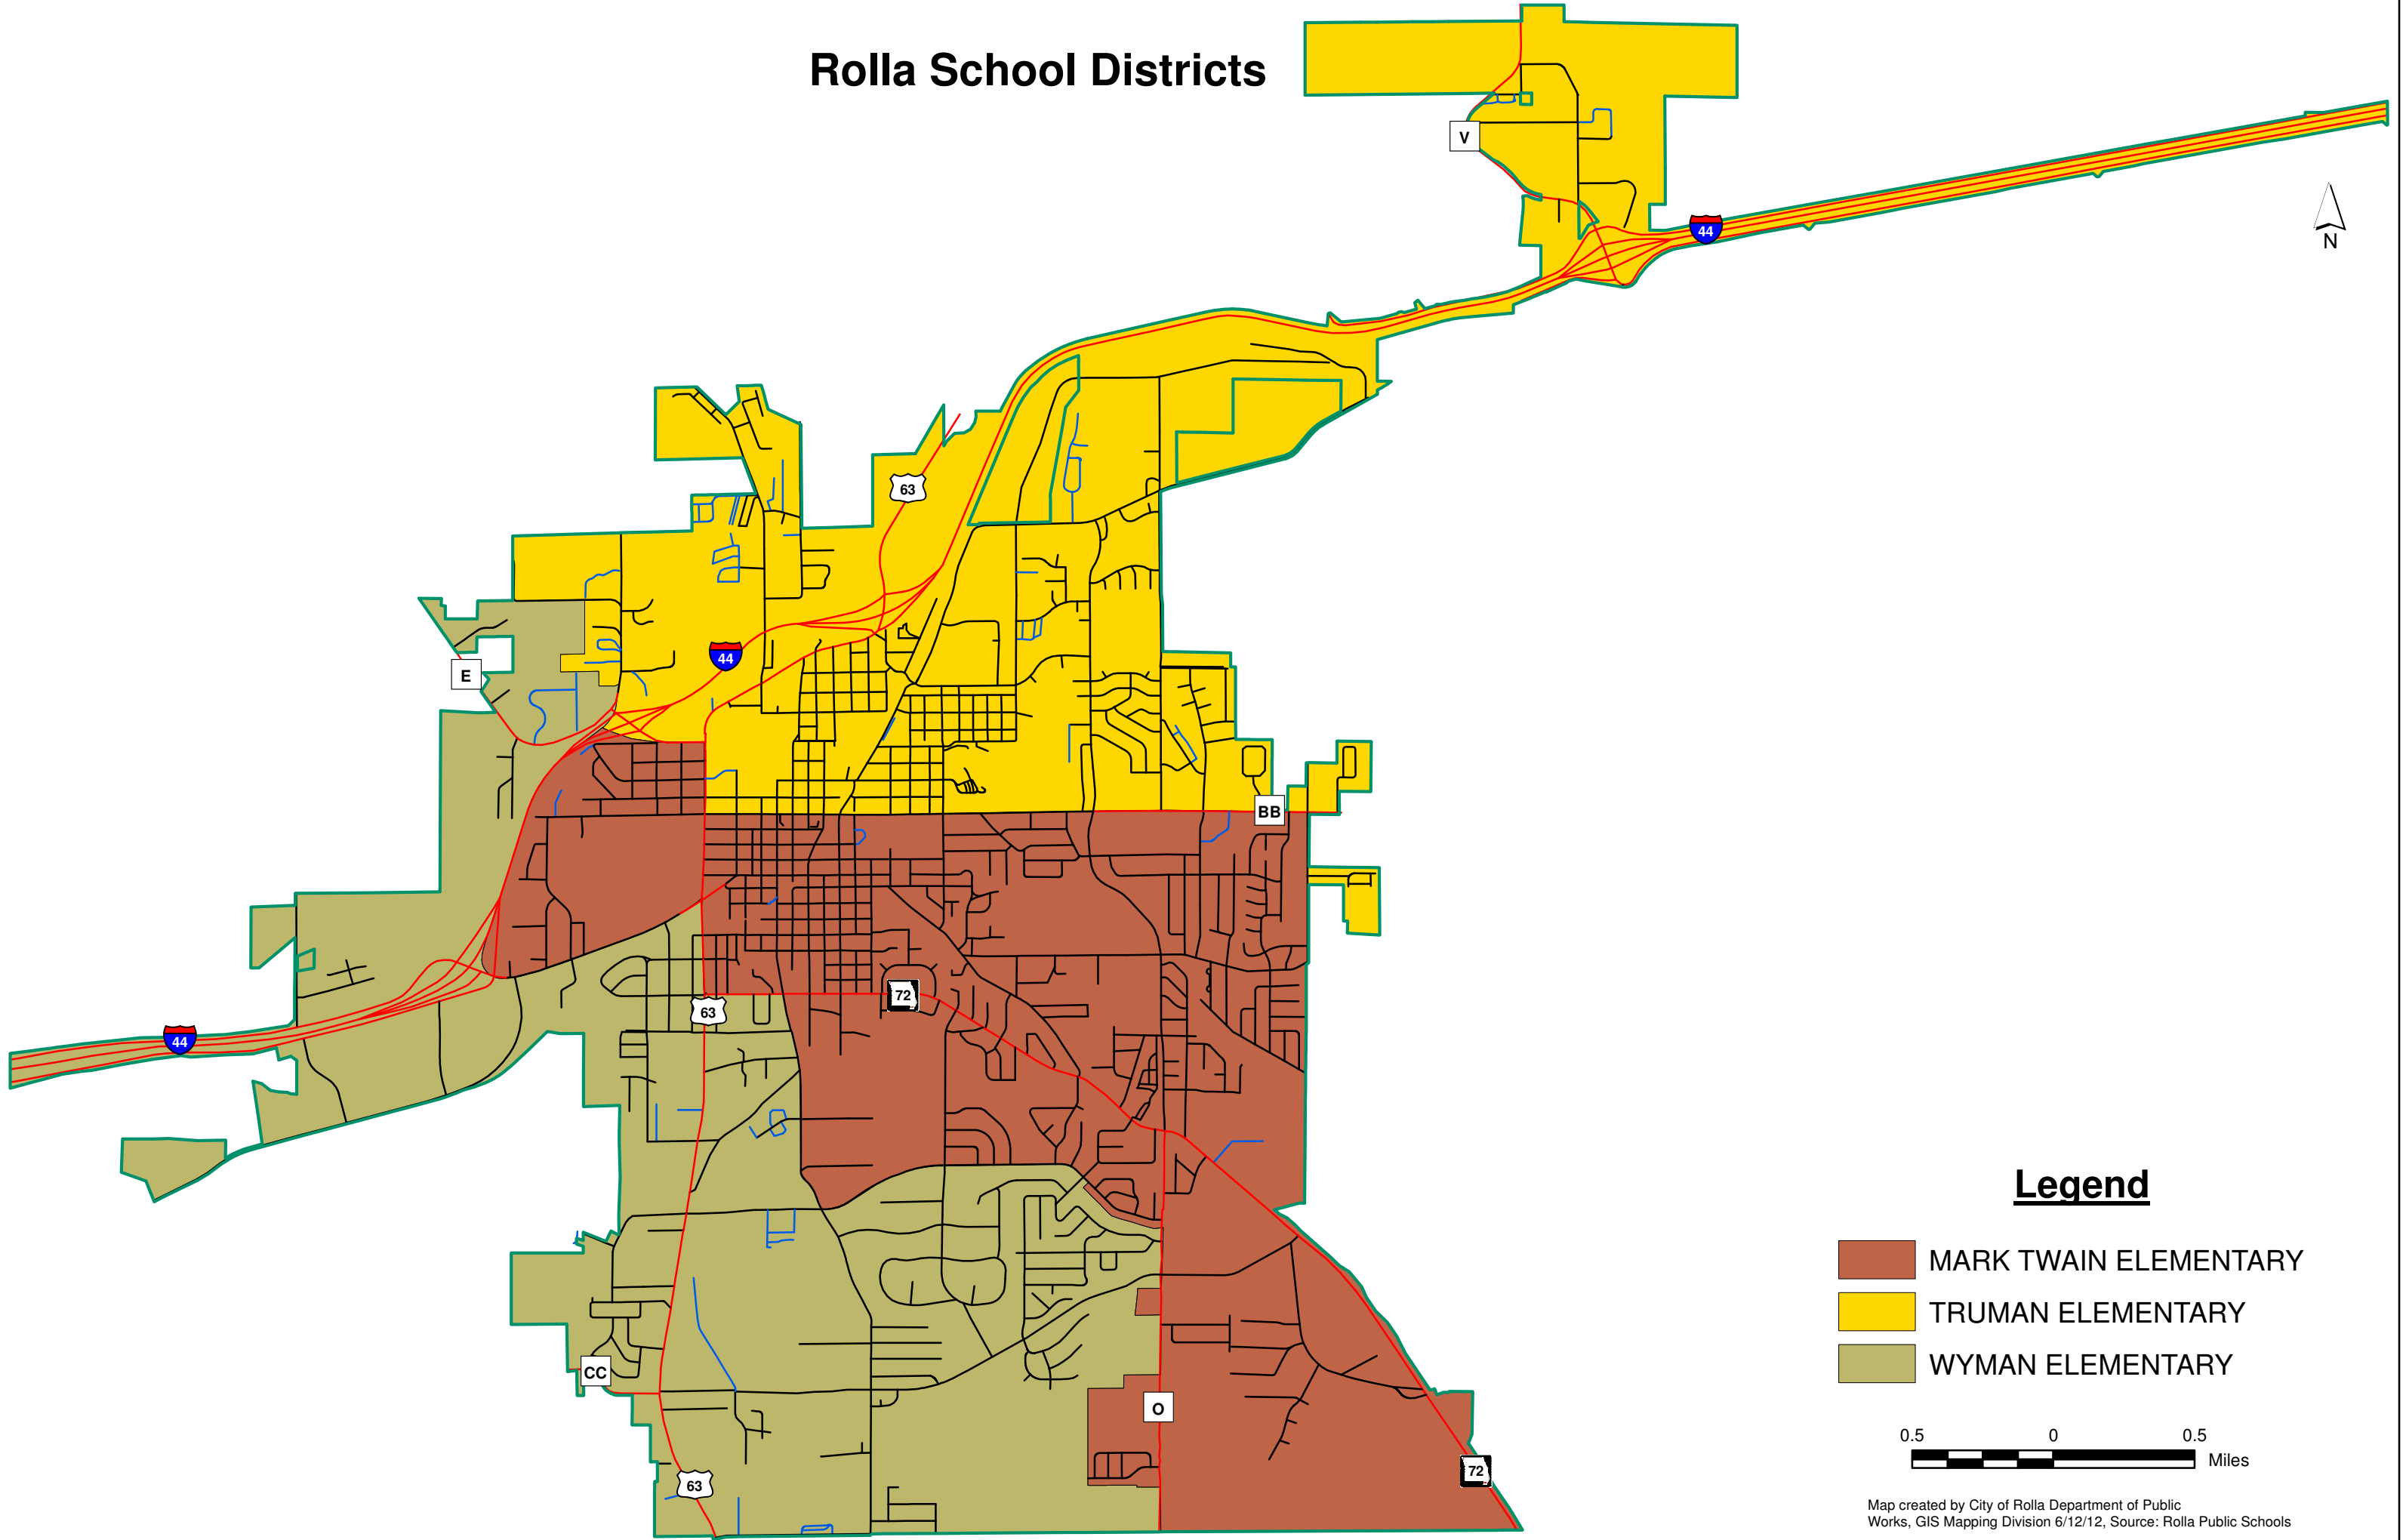 Rolla School Districts
V
44
N
63
44
E
BB
72
63
44
CC
O
63
72
Legend
MARK TWAIN ELEMENTARY
TRUMAN ELEMENTARY
WYMAN ELEMENTARY
0.5 0 0.5
Miles
Map created by City of Rolla Department of Public
Works, GIS Mapping Division 6/12/12, Source: Rolla Public Schools